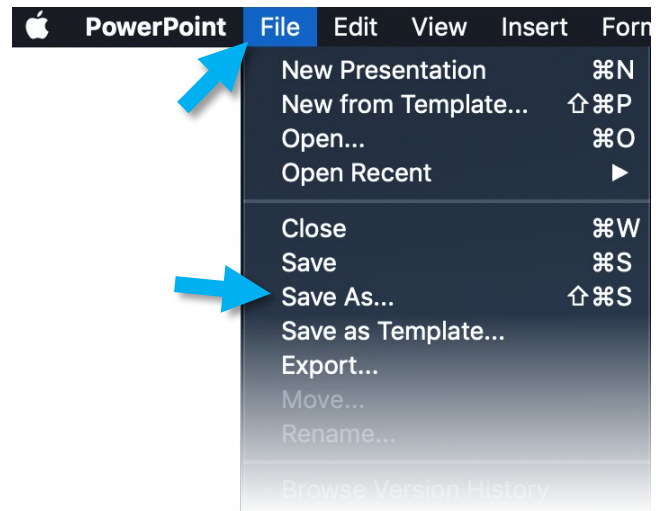 PowerPoint File Edit View Insert Forn
New Presentation ⌘N
New from Template... ⇧⌘P
Open... ⌘O
Open Recent ▶
Close ⌘W
Save ⌘S
Save As... ⇧⌘S
Save as Template...
Export...
Move...
Rename...
Browse Version History